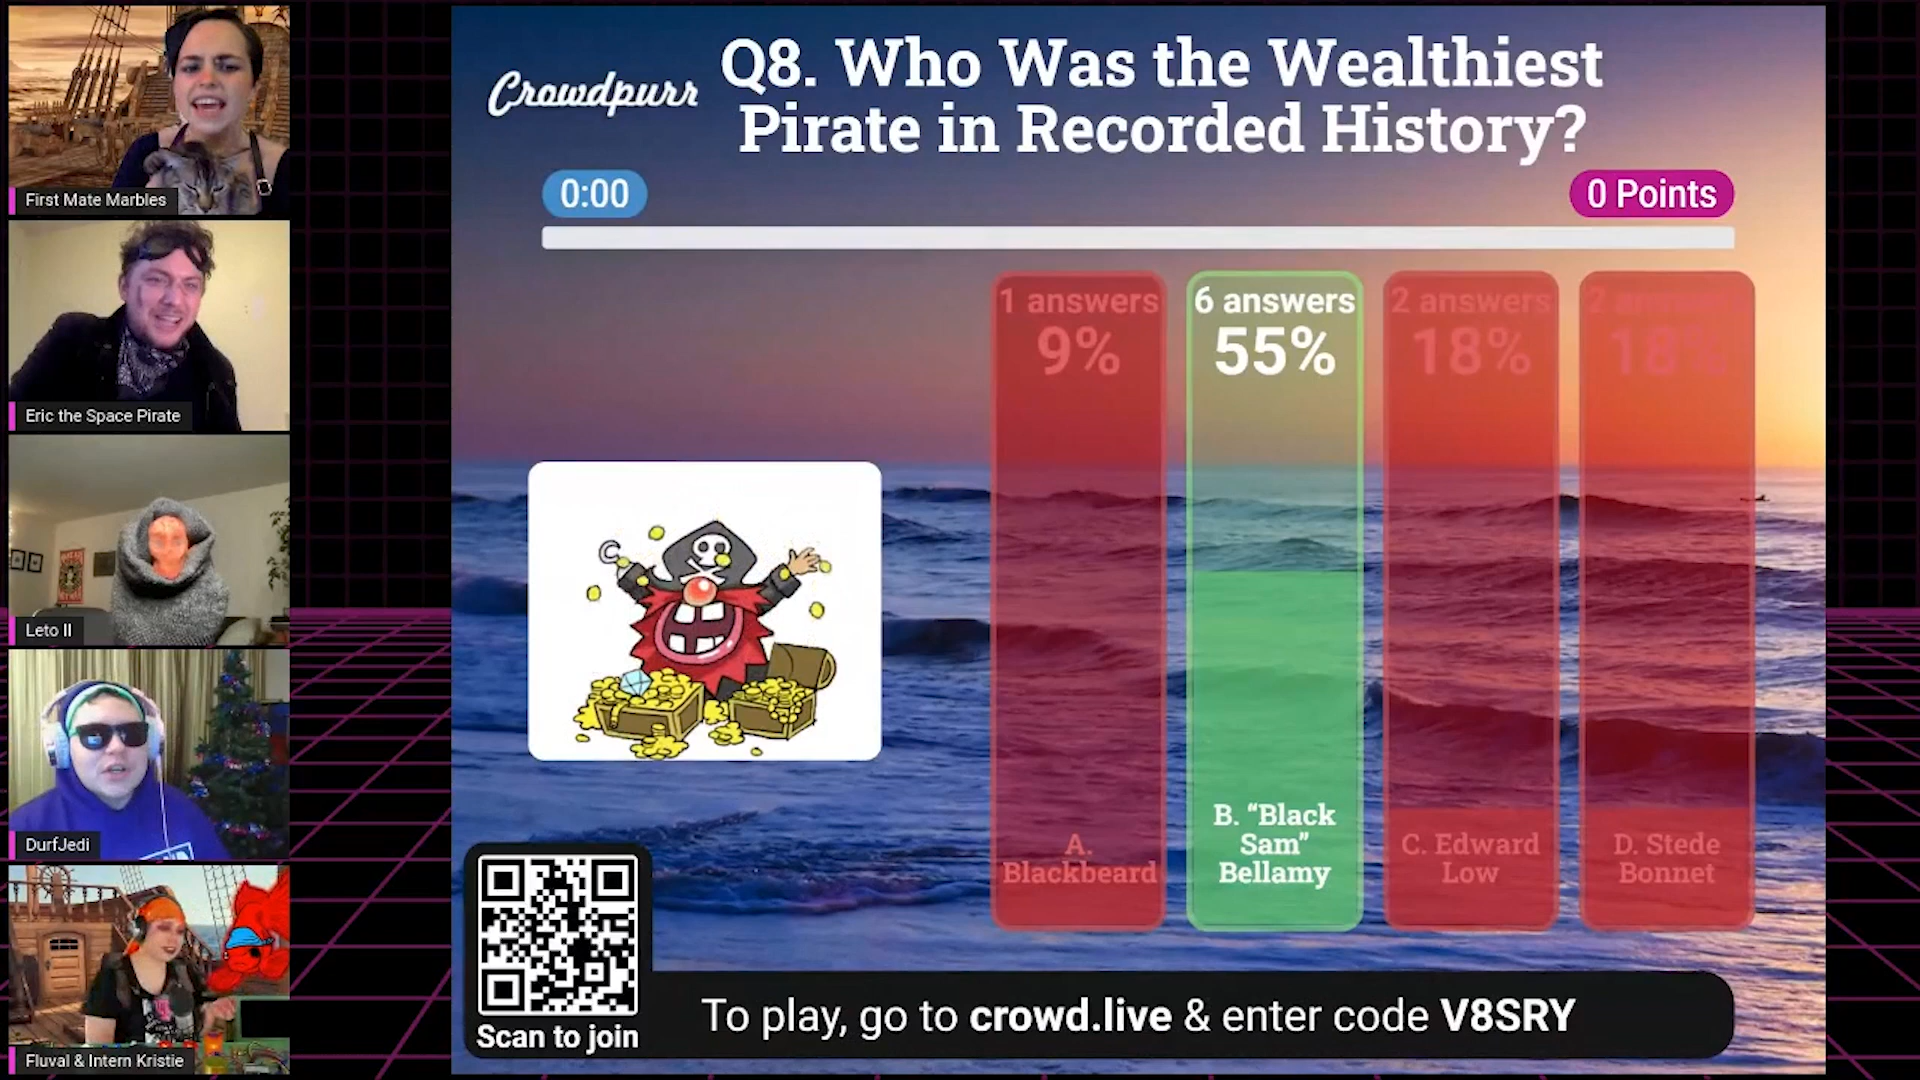 First Mate Marbles
Eric the Space Pirate
Leto II
DurfJedi
Fluval & Intern Kristie
Crowdpurr
Q8. Who Was the Wealthiest
Pirate in Recorded History?
0:00
0 Points
1 answers
9%
A.
Blackbeard
6 answers
55%
B. “Black
Sam”
Bellamy
2 answers
18%
C. Edward
Low
2 answers
18%
D. Stede
Bonnet
Scan to join
To play, go to crowd.live & enter code V8SRY